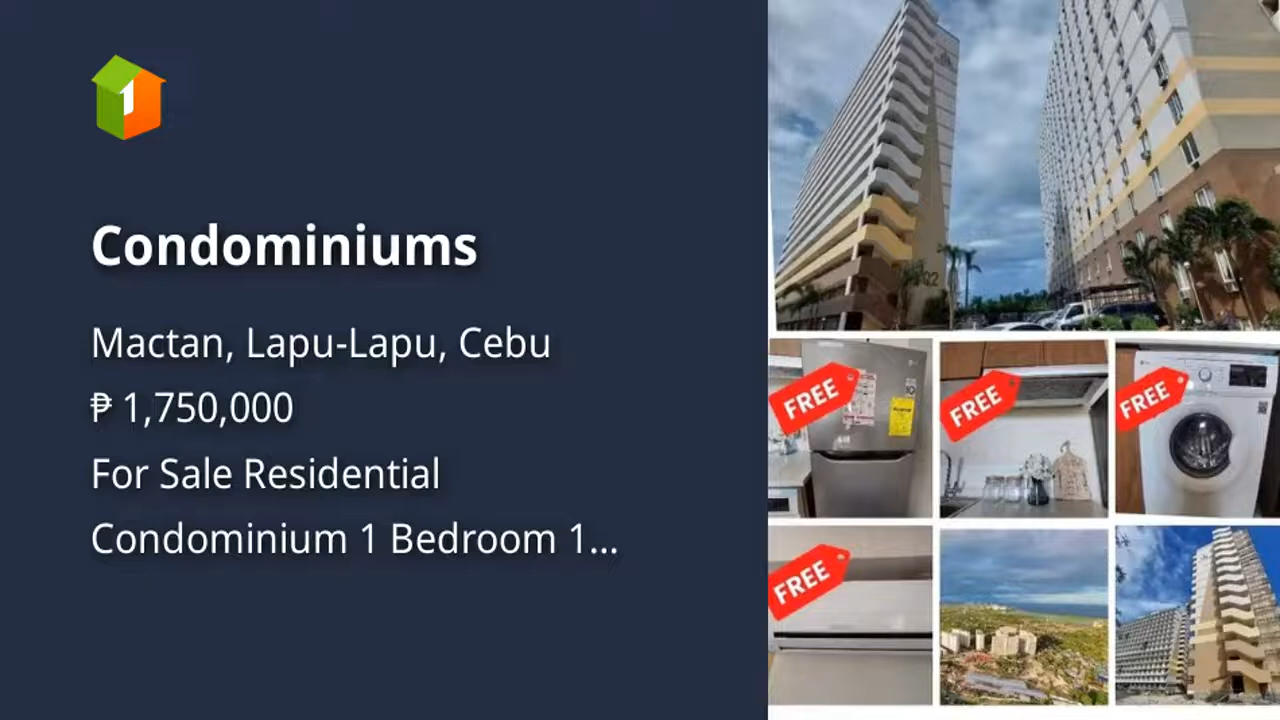 Condominiums
Mactan, Lapu-Lapu, Cebu
₱ 1,750,000
For Sale Residential
Condominium 1 Bedroom 1...
FREE
FREE
FREE
FREE